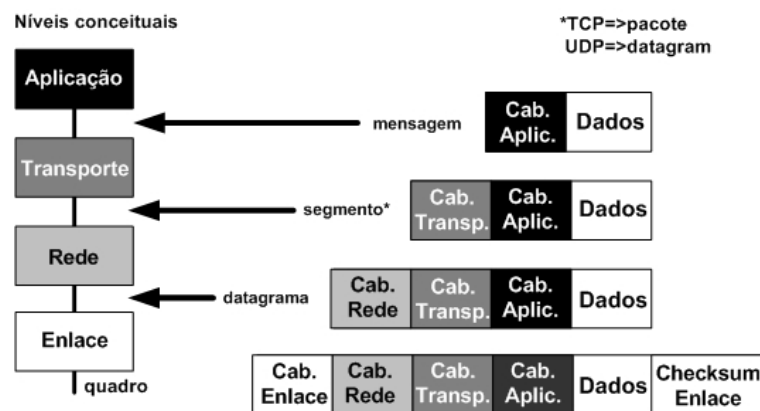 Níveis conceituais
*TCP=>pacote
UDP=>datagram
Aplicação
mensagem
Cab.
Aplic.
Dados
Transporte
segmento*
Cab.
Transp.
Cab.
Aplic.
Dados
Rede
datagrama
Cab.
Rede
Cab.
Transp.
Cab.
Aplic.
Dados
Enlace
quadro
Cab.
Enlace
Cab.
Rede
Cab.
Transp.
Cab.
Aplic.
Dados
Checksum
Enlace